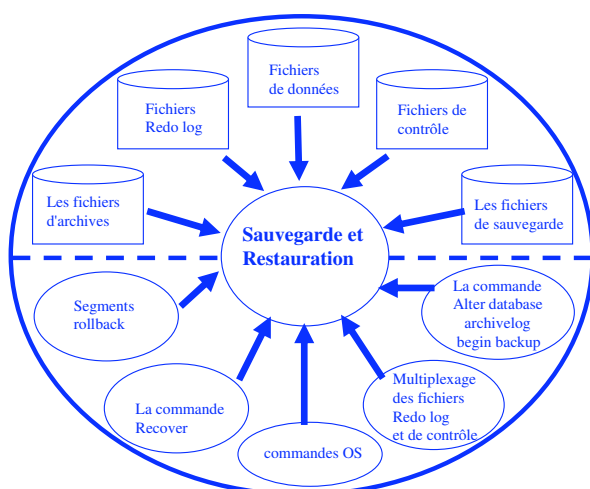 Fichiers
de données
Fichiers
Redo log
Fichiers de
contrôle
Les fichiers
d'archives
Les fichiers
de sauvegarde
Sauvegarde et
Restauration
Segments
rollback
La commande
Alter database
archivelog
begin backup
La commande
Recover
Multiplexage
des fichiers
Redo log
et de contrôle
commandes OS